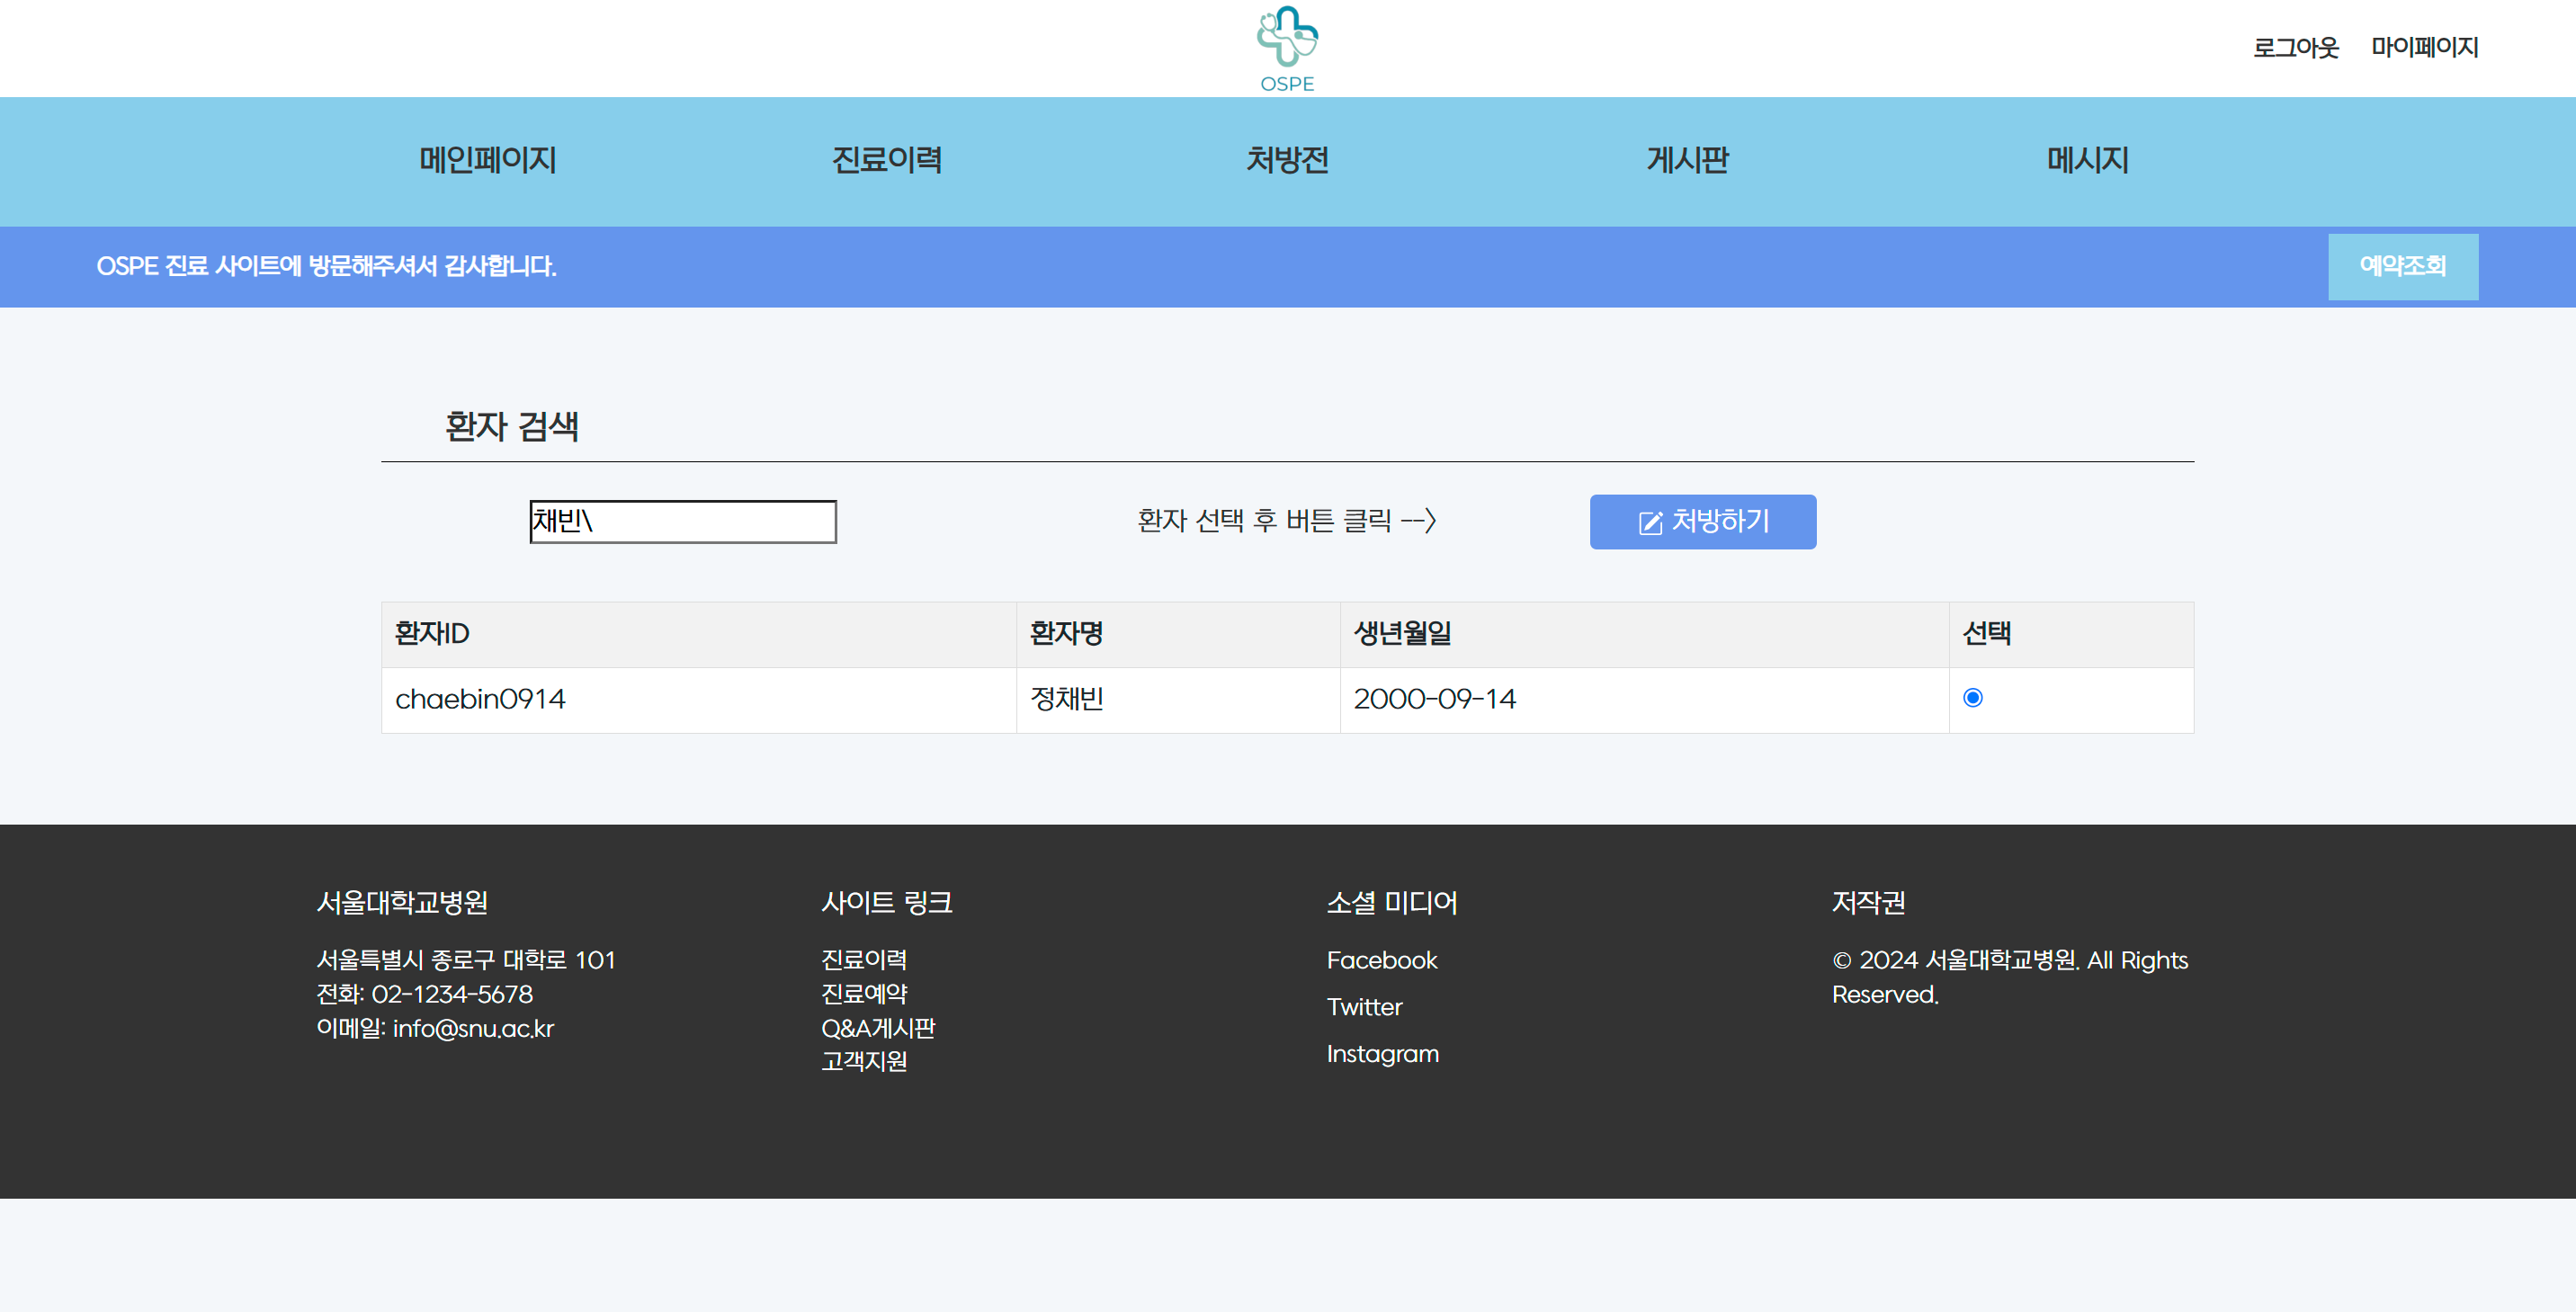 OSPE
로그아웃 마이페이지
메인페이지 진료이력 처방전 게시판 메시지
OSPE 진료 사이트에 방문해주셔서 감사합니다. 예약조회
환자 검색
채빈\ 환자 선택 후 버튼 클릭 --> 처방하기
환자ID 환자명 생년월일 선택
chaebin0914 정채빈 2000-09-14
서울대학교병원
서울특별시 종로구 대학로 101
전화: 02-1234-5678
이메일: info@snu.ac.kr
사이트 링크
진료이력
진료예약
Q&A게시판
고객지원
소셜 미디어
Facebook
Twitter
Instagram
저작권
© 2024 서울대학교병원. All Rights
Reserved.